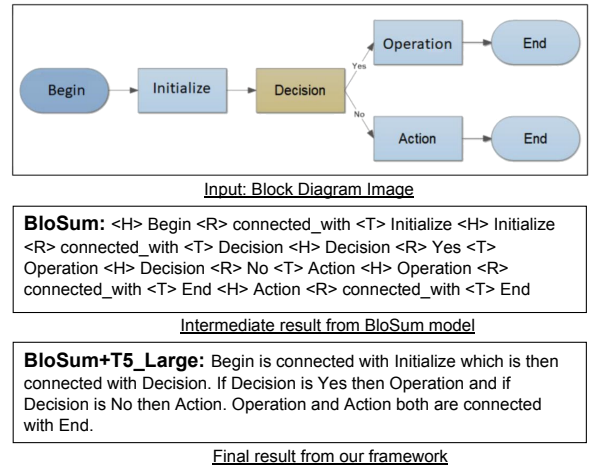 Begin
Initialize
Decision
Yes
Operation
End
No
Action
End
Input: Block Diagram Image
BloSum: <H> Begin <R> connected_with <T> Initialize <H> Initialize
<R> connected_with <T> Decision <H> Decision <R> Yes <T>
Operation <H> Decision <R> No <T> Action <H> Operation <R>
connected_with <T> End <H> Action <R> connected_with <T> End
Intermediate result from BloSum model
BloSum+T5_Large: Begin is connected with Initialize which is then
connected with Decision. If Decision is Yes then Operation and if
Decision is No then Action. Operation and Action both are connected
with End.
Final result from our framework